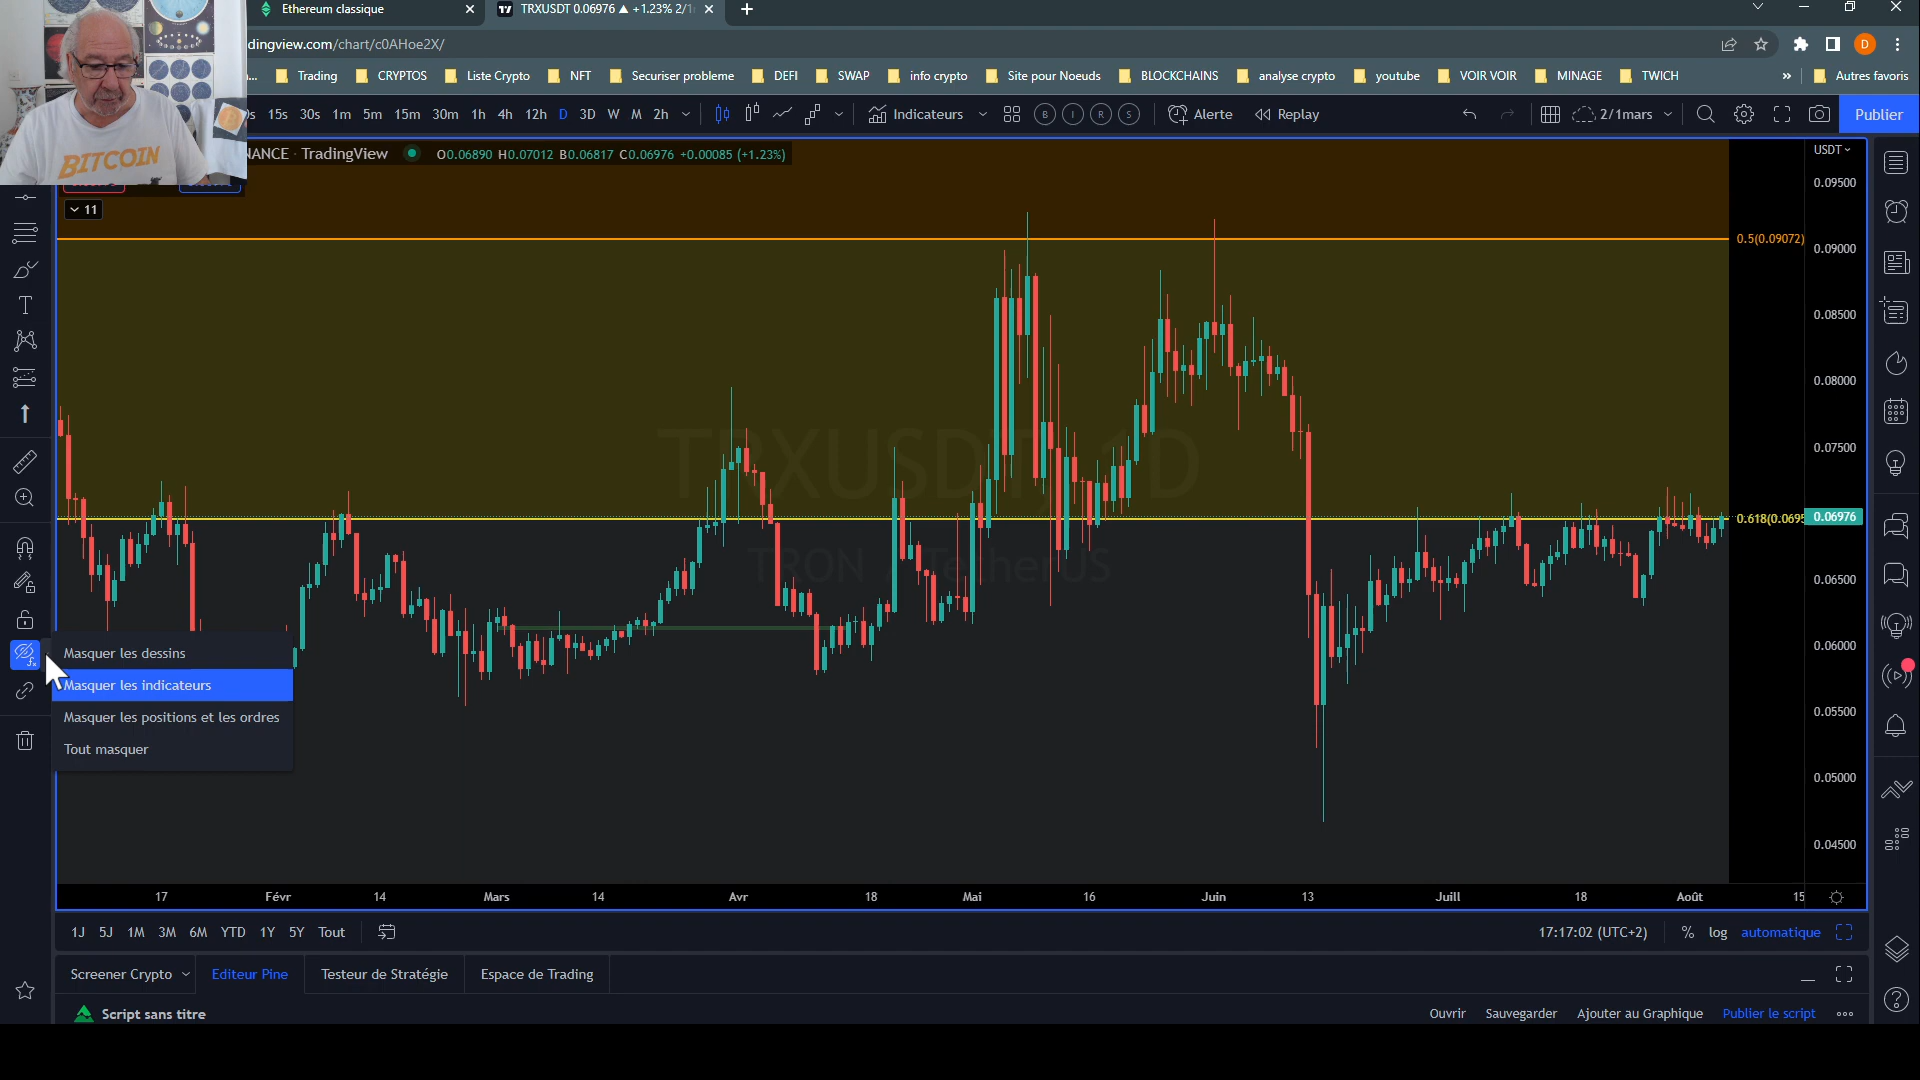 Ethereum classique
TRXUSDT 0.06976 ▲ +1.23% 2/1
dingview.com/chart/c0AHoe2X/
D
Trading CRYPTOS Liste Crypto NFT Securiser probleme DEFI SWAP info crypto Site pour Noeuds BLOCKCHAINS analyse crypto youtube VOIR VOIR MINAGE TWICH » Autres favoris
15s 30s 1m 5m 15m 30m 1h 4h 12h D 3D W M 2h Indicateurs B I R S Alerte Replay 2/1mars Publier
BITCOIN
NANCE · TradingView O0.06890 H0.07012 B0.06817 C0.06976 +0.00085 (+1.23%)
USDT
11
0.09500
0.5(0.09072)
0.09000
0.08500
0.08000
0.07500
TRXUSDT, 1D
0.618(0.0695
0.06976
TRON / TetherUS
0.06500
0.06000
0.05500
0.05000
0.04500
Masquer les dessins
Masquer les indicateurs
Masquer les positions et les ordres
Tout masquer
17 Févr 14 Mars 14 Avr 18 Mai 16 Juin 13 Juill 18 Août 15
1J 5J 1M 3M 6M YTD 1Y 5Y Tout 17:17:02 (UTC+2) % log automatique
Screener Crypto Editeur Pine Testeur de Stratégie Espace de Trading
Script sans titre Ouvrir Sauvegarder Ajouter au Graphique Publier le script